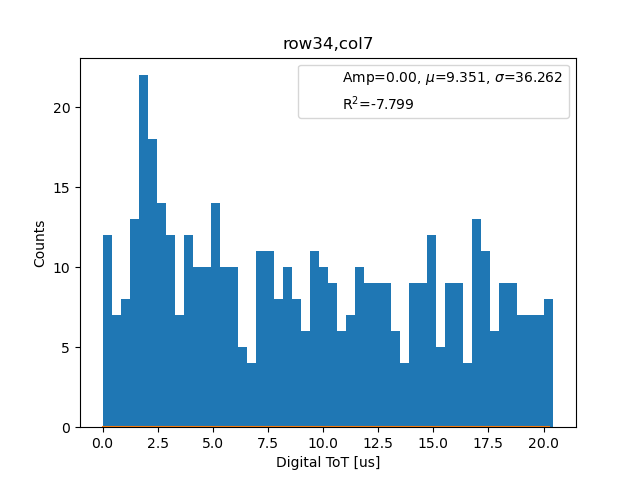 row34,col7
Amp=0.00, μ=9.351, σ=36.262
R²=-7.799
Counts
20
15
10
5
0
0.0 2.5 5.0 7.5 10.0 12.5 15.0 17.5 20.0
Digital ToT [us]